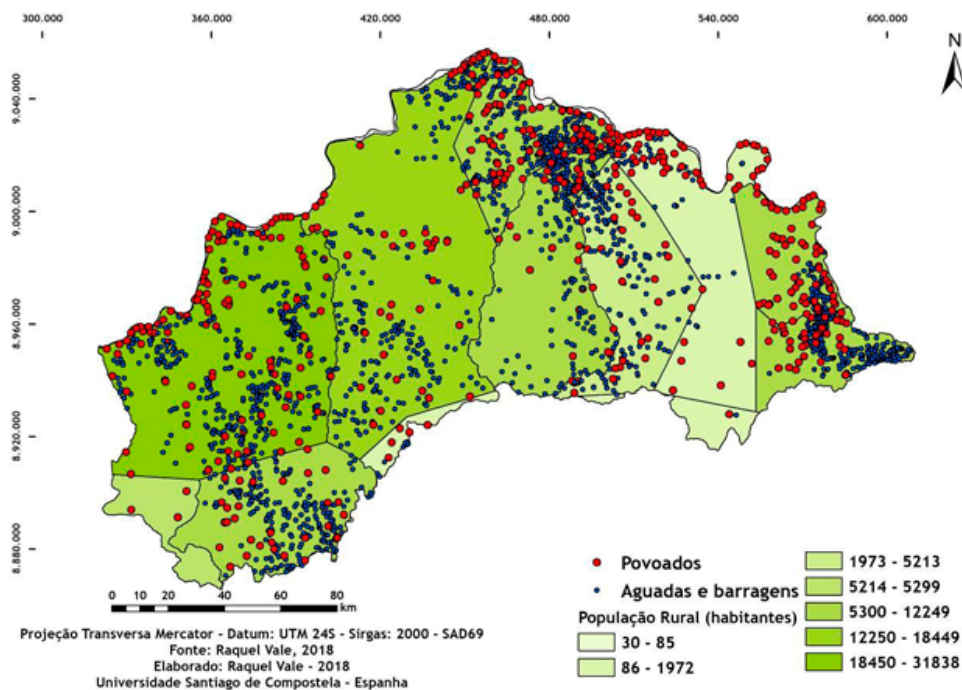 300.000 360.000 420.000 480.000 540.000 600.000
N
9.040.000
9.000.000
8.960.000
8.920.000
8.880.000
0 20 40 60 80
km
Projeção Transversa Mercator - Datum: UTM 24S - Sirgas: 2000 - SAD69
Fonte: Raquel Vale, 2018
Elaborado: Raquel Vale - 2018
Universidade Santiago de Compostela - Espanha
Povoados
Aguadas e barragens
População Rural (habitantes)
30 - 85
86 - 1972
1973 - 5213
5214 - 5299
5300 - 12249
12250 - 18449
18450 - 31838